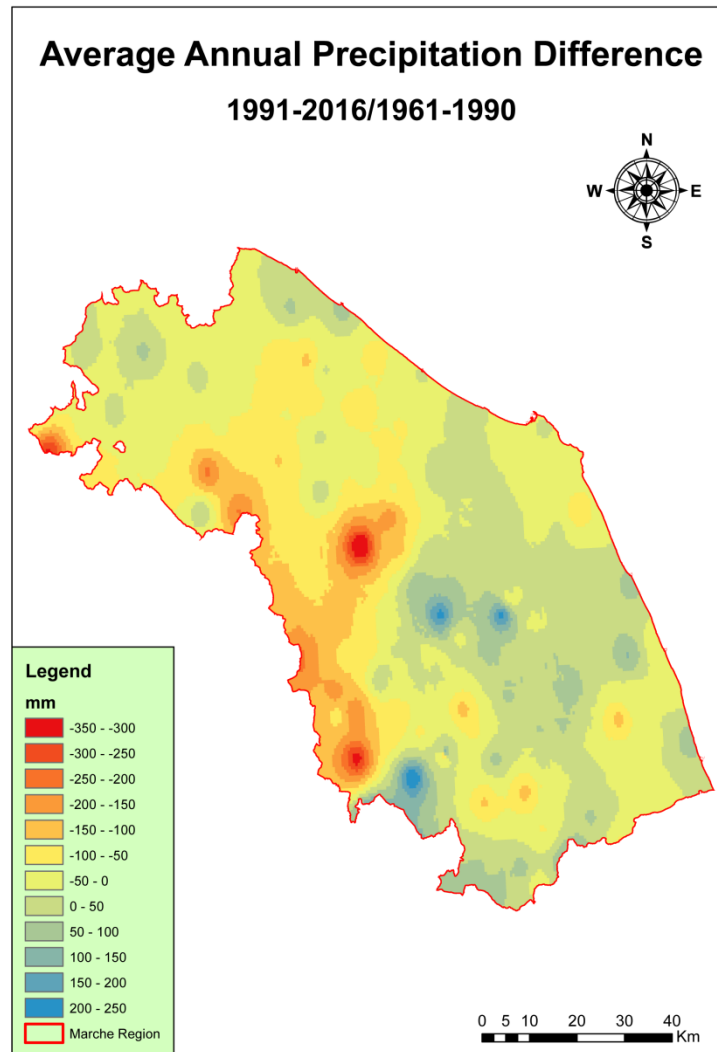 Average Annual Precipitation Difference
1991-2016/1961-1990
N
W E
S
Legend
mm
-350 - -300
-300 - -250
-250 - -200
-200 - -150
-150 - -100
-100 - -50
-50 - 0
0 - 50
50 - 100
100 - 150
150 - 200
200 - 250
Marche Region
0 5 10 20 30 40
Km